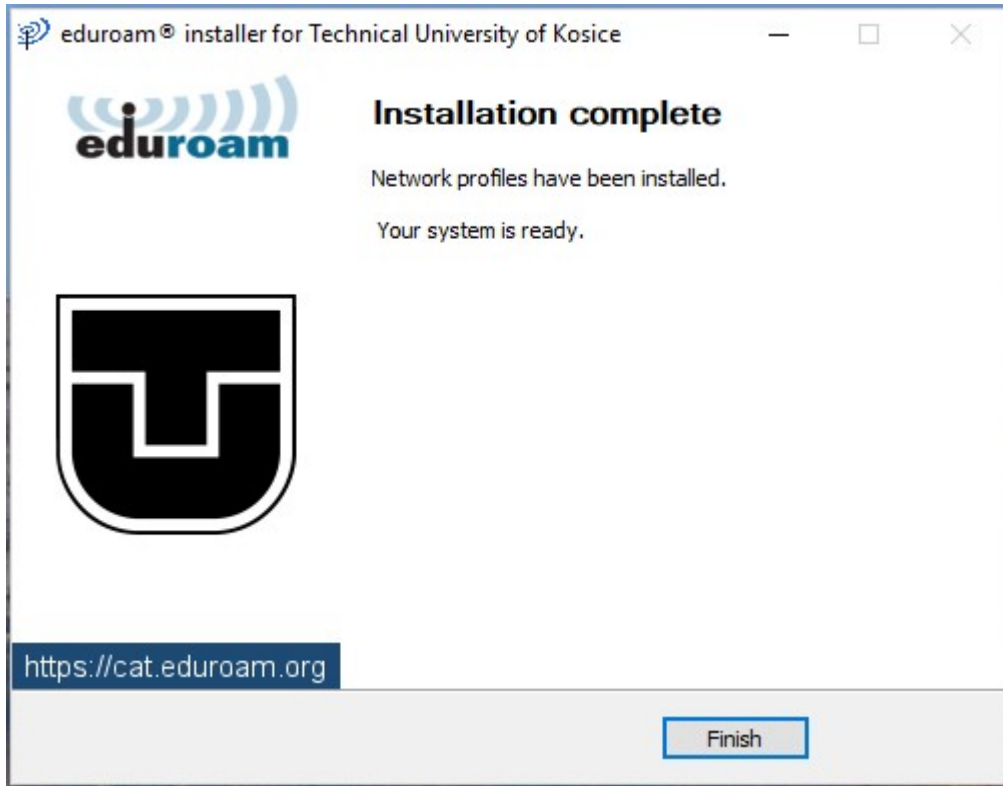 eduroam® installer for Technical University of Kosice
eduroam
Installation complete
Network profiles have been installed.
Your system is ready.
TU
https://cat.eduroam.org
Finish